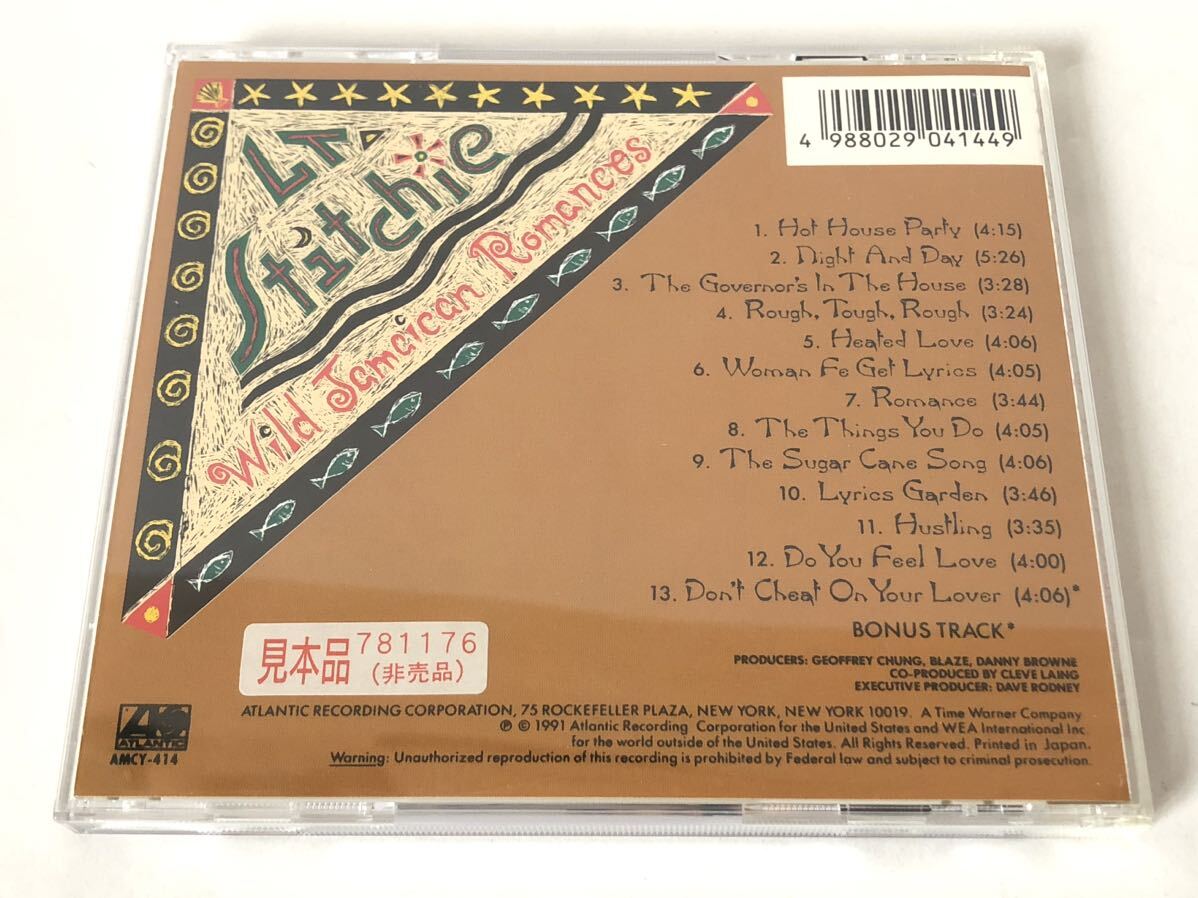 LT.
Stitchie
Wild Jamaican Romances
4 988029 041449
1. Hot House Party (4:15)
2. Night And Day (5:26)
3. The Governor's In The House (3:28)
4. Rough, Tough, Rough (3:24)
5. Heated Love (4:06)
6. Woman Fe Get Lyrics (4:05)
7. Romance (3:44)
8. The Things You Do (4:05)
9. The Sugar Cane Song (4:06)
10. Lyrics Garden (3:46)
11. Hustling (3:35)
12. Do You Feel Love (4:00)
13. Don't Cheat On Your Lover (4:06)*
BONUS TRACK*
見本品 781176
(非売品)
PRODUCERS: GEOFFREY CHUNG, BLAZE, DANNY BROWNE
CO-PRODUCED BY CLEVE LAING
EXECUTIVE PRODUCER: DAVE RODNEY
ATLANTIC RECORDING CORPORATION, 75 ROCKEFELLER PLAZA, NEW YORK, NEW YORK 10019. A Time Warner Company
℗ © 1991 Atlantic Recording Corporation for the United States and WEA International Inc.
for the world outside of the United States. All Rights Reserved. Printed in Japan.
Warning: Unauthorized reproduction of this recording is prohibited by Federal law and subject to criminal prosecution.
ATLANTIC
AMCY-414